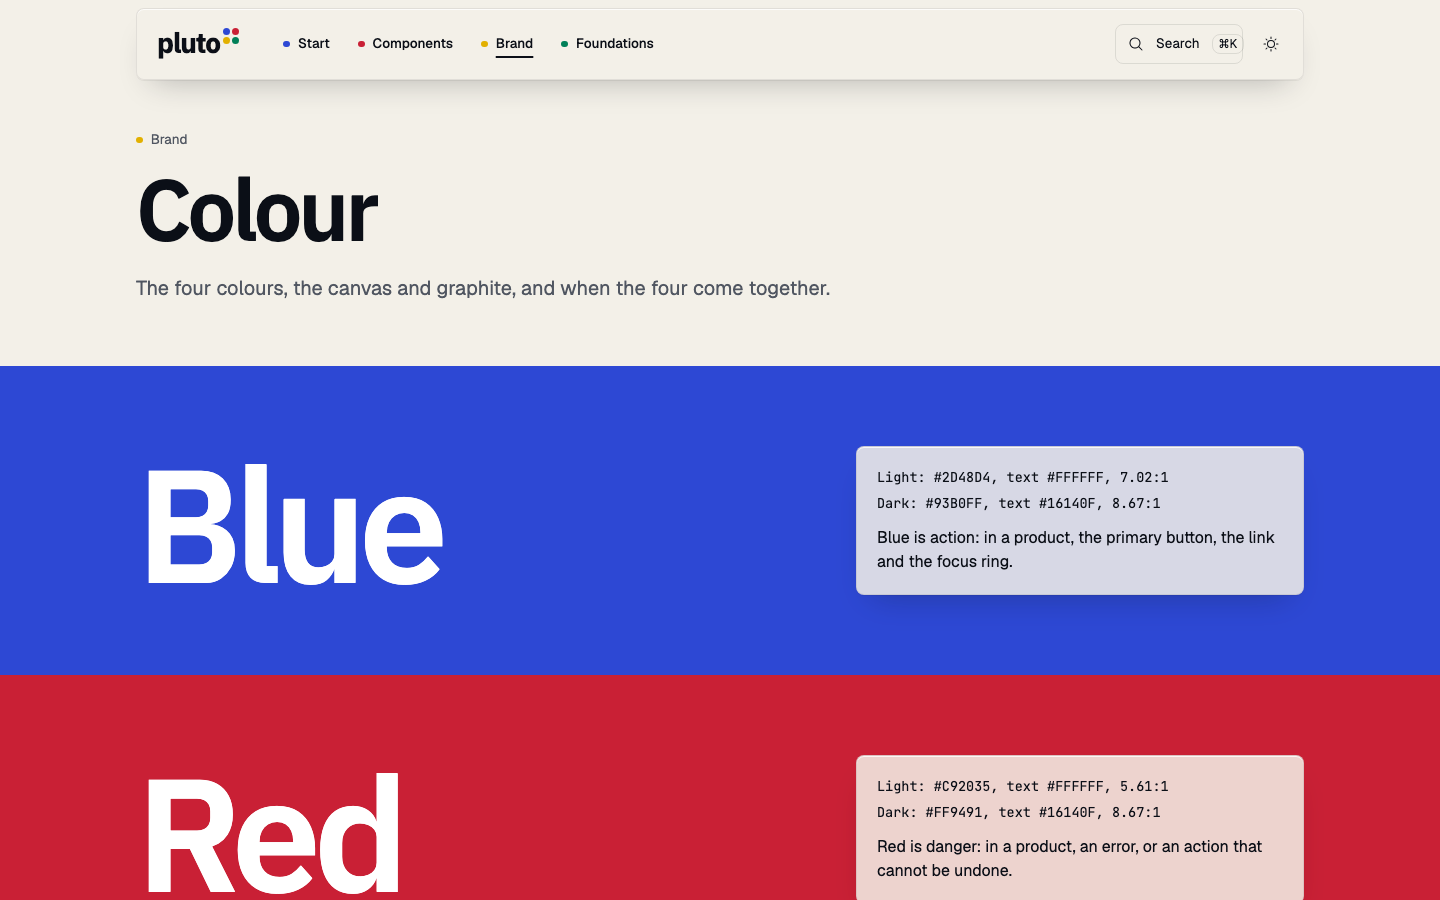 pluto
Start
Components
Brand
Foundations
Search
⌘K
Brand
Colour
The four colours, the canvas and graphite, and when the four come together.
Blue
Light: #2D48D4, text #FFFFFF, 7.02:1
Dark: #93B0FF, text #16140F, 8.67:1
Blue is action: in a product, the primary button, the link
and the focus ring.
Red
Light: #C92035, text #FFFFFF, 5.61:1
Dark: #FF9491, text #16140F, 8.67:1
Red is danger: in a product, an error, or an action that
cannot be undone.